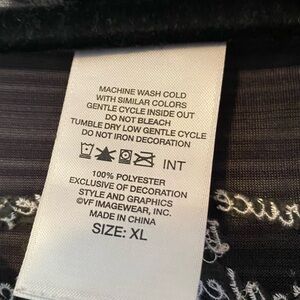 MACHINE WASH COLD
WITH SIMILAR COLORS
GENTLE CYCLE INSIDE OUT
DO NOT BLEACH
TUMBLE DRY LOW GENTLE CYCLE
DO NOT IRON DECORATION
INT
100% POLYESTER
EXCLUSIVE OF DECORATION
STYLE AND GRAPHICS
©VF IMAGEWEAR, INC.
MADE IN CHINA
SIZE: XL